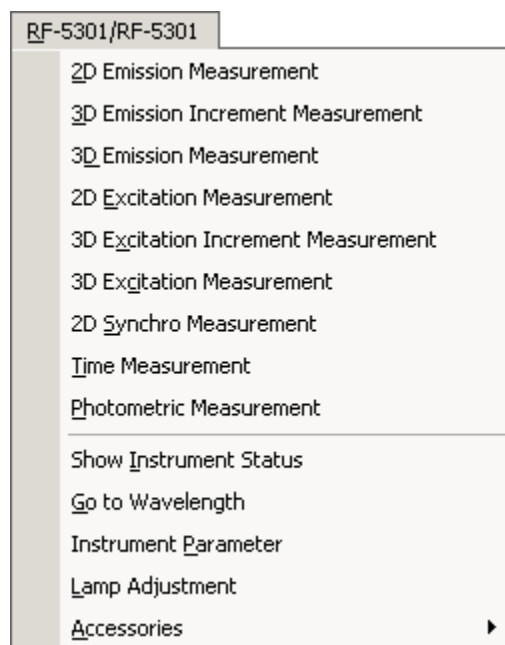 RF-5301/RF-5301
2D Emission Measurement
3D Emission Increment Measurement
3D Emission Measurement
2D Excitation Measurement
3D Excitation Increment Measurement
3D Excitation Measurement
2D Synchro Measurement
Time Measurement
Photometric Measurement
Show Instrument Status
Go to Wavelength
Instrument Parameter
Lamp Adjustment
Accessories